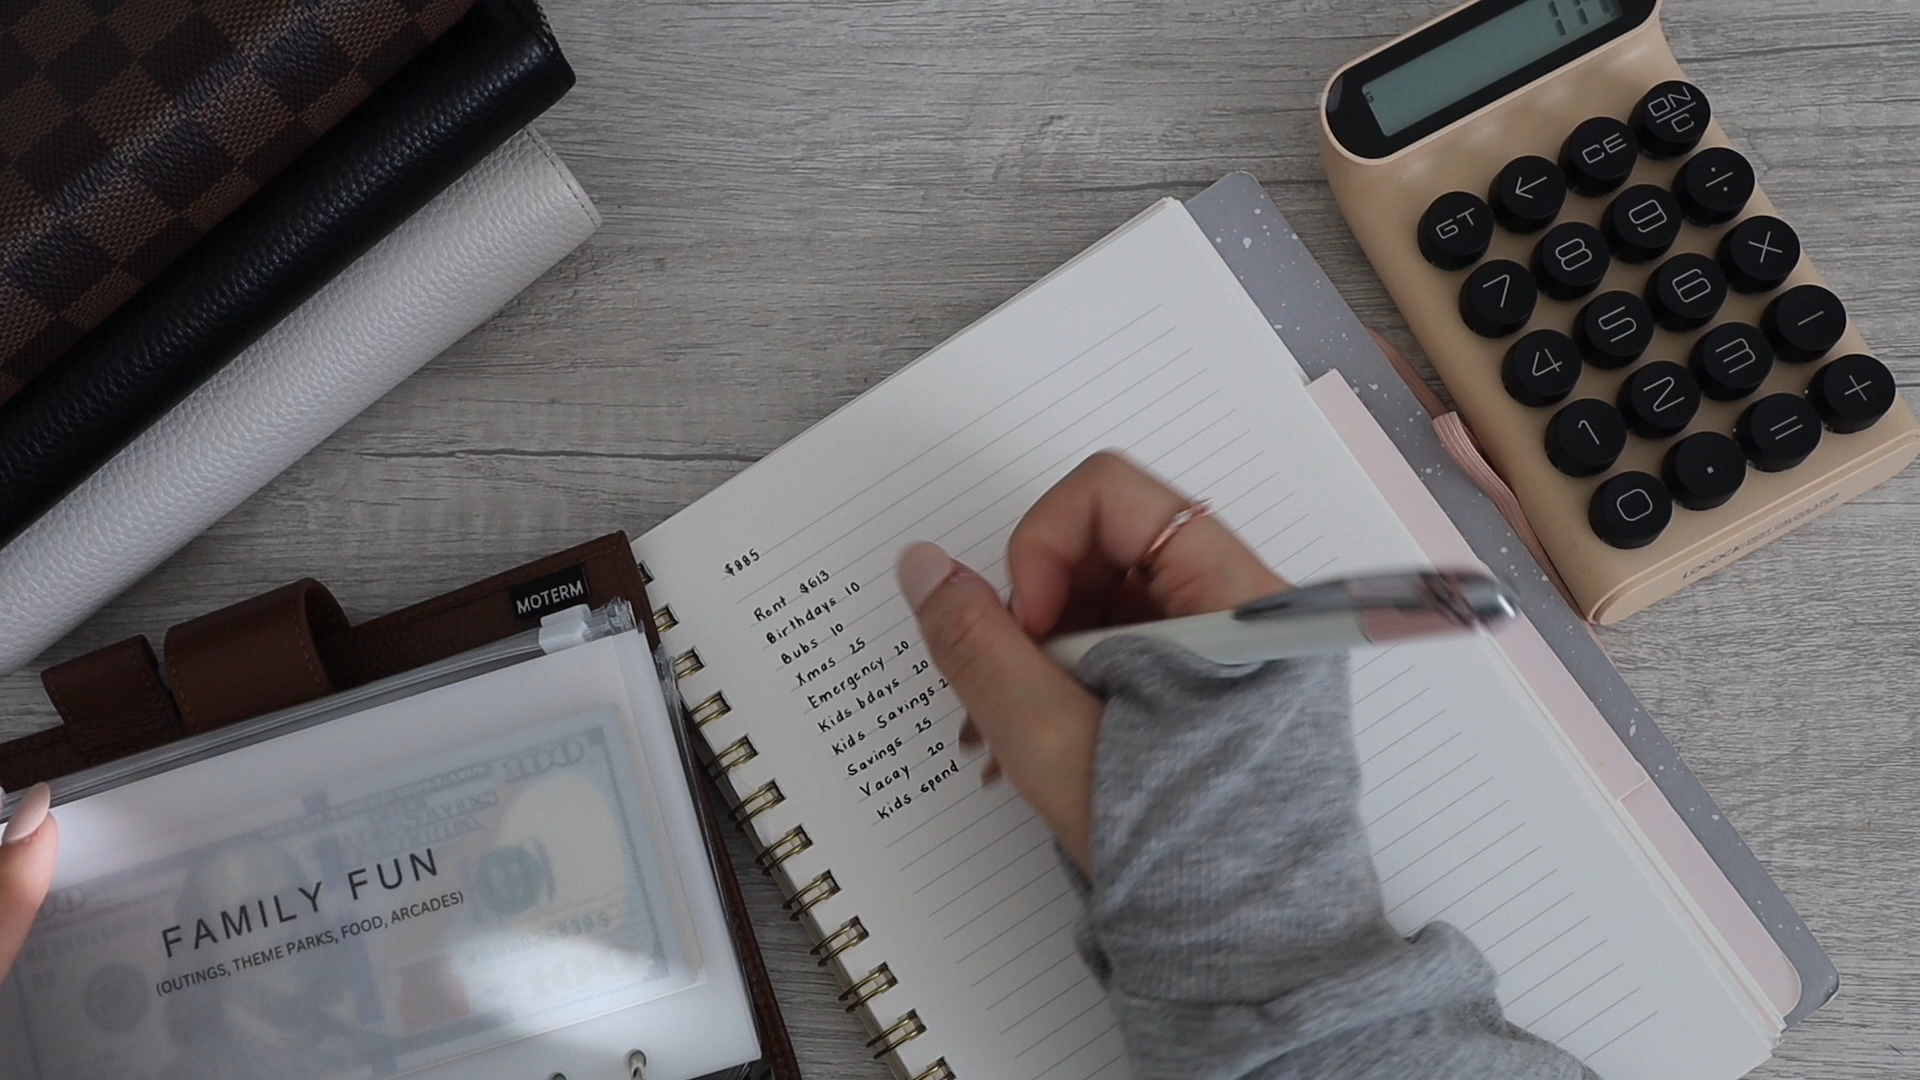 $885
Rent $613
Birthdays 10
Bubs 10
Xmas 25
Emergency 20
Kids bdays 20
Kids Savings
Savings 25
Vacay 20
Kids spend
MOTERM
FAMILY FUN
(OUTINGS, THEME PARKS, FOOD, ARCADES)
ON/C
CE
←
GT
÷
9
8
7
×
6
5
4
−
3
2
1
+
=
.
0